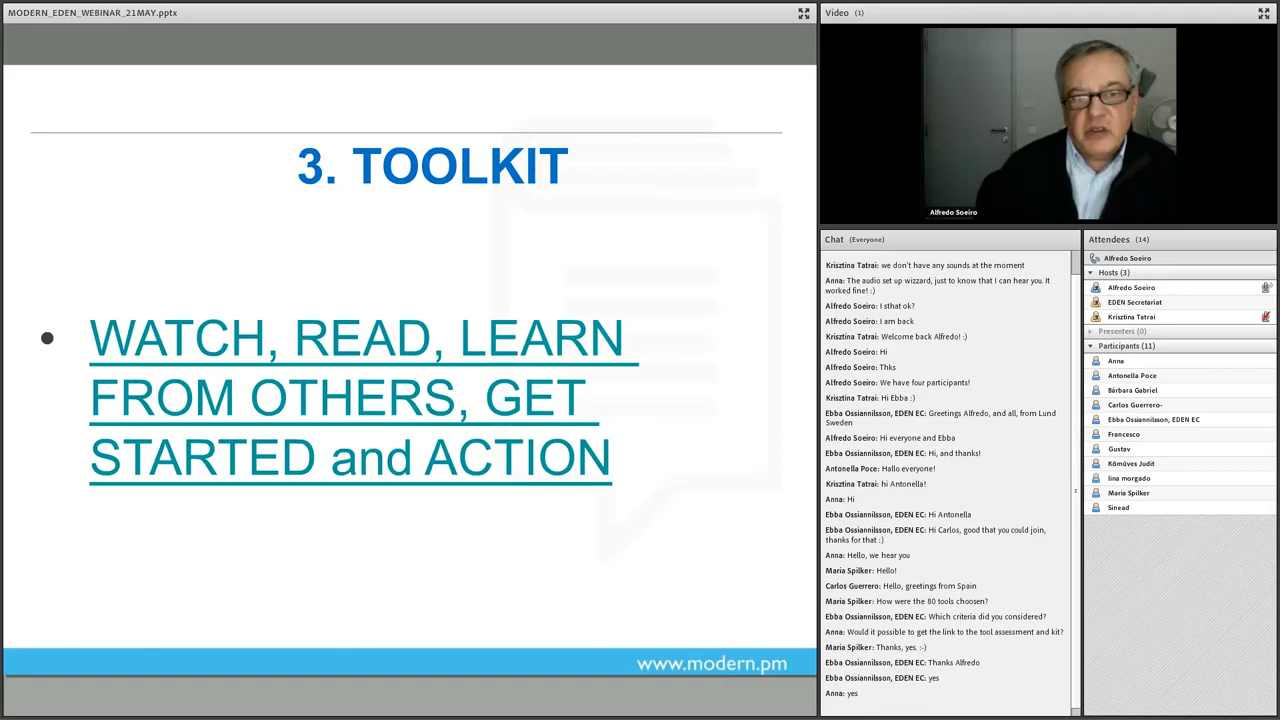 MODERN_EDEN_WEBINAR_21MAY.pptx
3. TOOLKIT
WATCH, READ, LEARN
FROM OTHERS, GET
STARTED and ACTION
www.modern.pm
Video (1)
Alfredo Soeiro
Chat (Everyone)
Krisztina Tatrai: we don't have any sounds at the moment
Anna: The audio set up wizzard, just to know that I can hear you. It
worked fine! :)
Alfredo Soeiro: I sthat ok?
Alfredo Soeiro: I am back
Krisztina Tatrai: Welcome back Alfredo! :)
Alfredo Soeiro: Hi
Alfredo Soeiro: Thks
Alfredo Soeiro: We have four participants!
Krisztina Tatrai: Hi Ebba :)
Ebba Ossiannilsson, EDEN EC: Greetings Alfredo, and all, from Lund
Sweden
Alfredo Soeiro: Hi everyone and Ebba
Ebba Ossiannilsson, EDEN EC: Hi, and thanks!
Antonella Poce: Hallo everyone!
Krisztina Tatrai: hi Antonella!
Anna: Hi
Ebba Ossiannilsson, EDEN EC: Hi Antonella
Ebba Ossiannilsson, EDEN EC: Hi Carlos, good that you could join,
thanks for that :)
Anna: Hello, we hear you
Maria Spilker: Hello!
Carlos Guerrero: Hello, greetings from Spain
Maria Spilker: How were the 80 tools choosen?
Ebba Ossiannilsson, EDEN EC: Which criteria did you considered?
Anna: Would it possible to get the link to the tool assessment and kit?
Maria Spilker: Thanks, yes. :-)
Ebba Ossiannilsson, EDEN EC: Thanks Alfredo
Ebba Ossiannilsson, EDEN EC: yes
Anna: yes
Attendees (14)
Alfredo Soeiro
Hosts (3)
Alfredo Soeiro
EDEN Secretariat
Krisztina Tatrai
Presenters (0)
Participants (11)
Anna
Antonella Poce
Bárbara Gabriel
Carlos Guerrero-
Ebba Ossiannilsson, EDEN EC
Francesco
Gustav
Kőműves Judit
lina morgado
Maria Spilker
Sinead